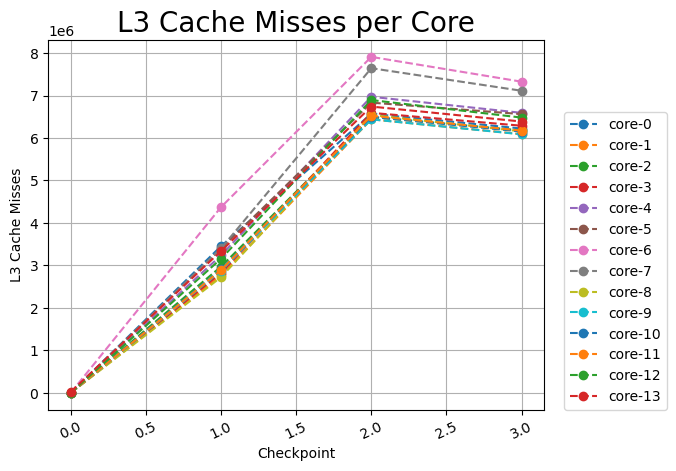 L3 Cache Misses per Core
1e6
8
7
6
5
4
3
2
1
0
L3 Cache Misses
0.0
0.5
1.0
1.5
2.0
2.5
3.0
Checkpoint
core-0
core-1
core-2
core-3
core-4
core-5
core-6
core-7
core-8
core-9
core-10
core-11
core-12
core-13